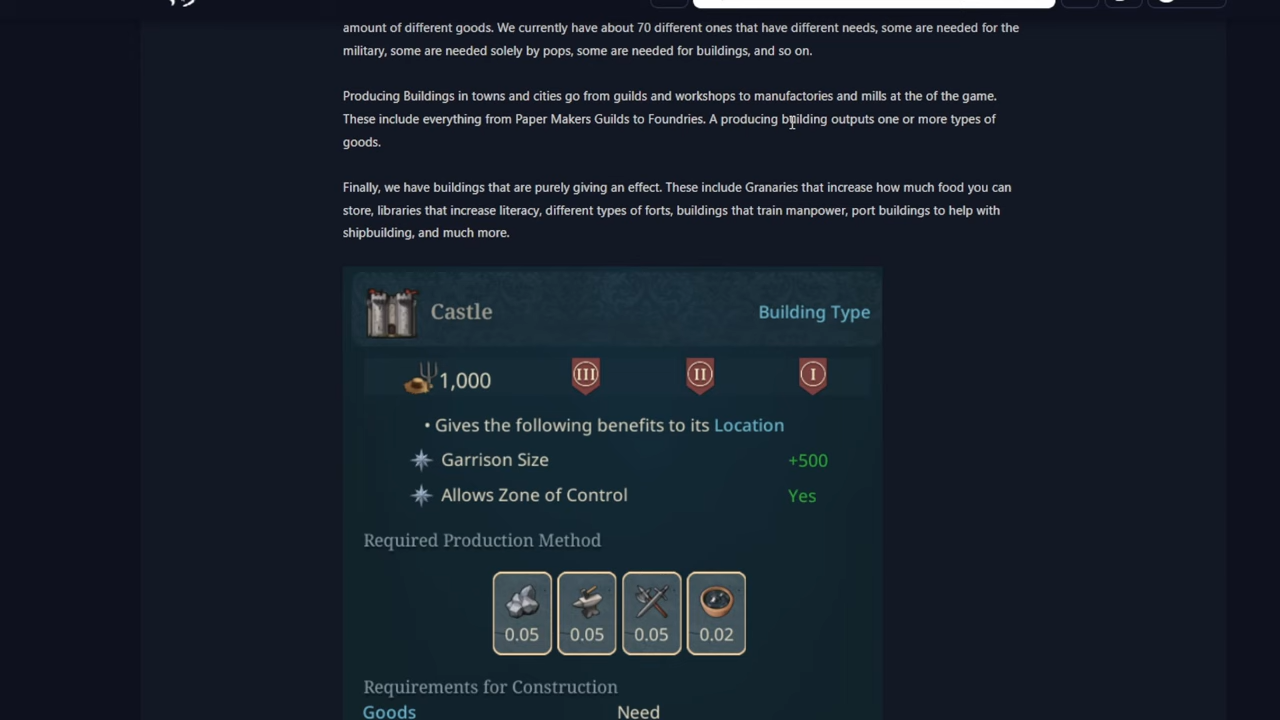 amount of different goods. We currently have about 70 different ones that have different needs, some are needed for the
military, some are needed solely by pops, some are needed for buildings, and so on.
Producing Buildings in towns and cities go from guilds and workshops to manufactories and mills at the of the game.
These include everything from Paper Makers Guilds to Foundries. A producing building outputs one or more types of
goods.
Finally, we have buildings that are purely giving an effect. These include Granaries that increase how much food you can
store, libraries that increase literacy, different types of forts, buildings that train manpower, port buildings to help with
shipbuilding, and much more.
Castle Building Type
1,000 III II I
• Gives the following benefits to its Location
Garrison Size +500
Allows Zone of Control Yes
Required Production Method
0.05 0.05 0.05 0.02
Requirements for Construction
Goods Need